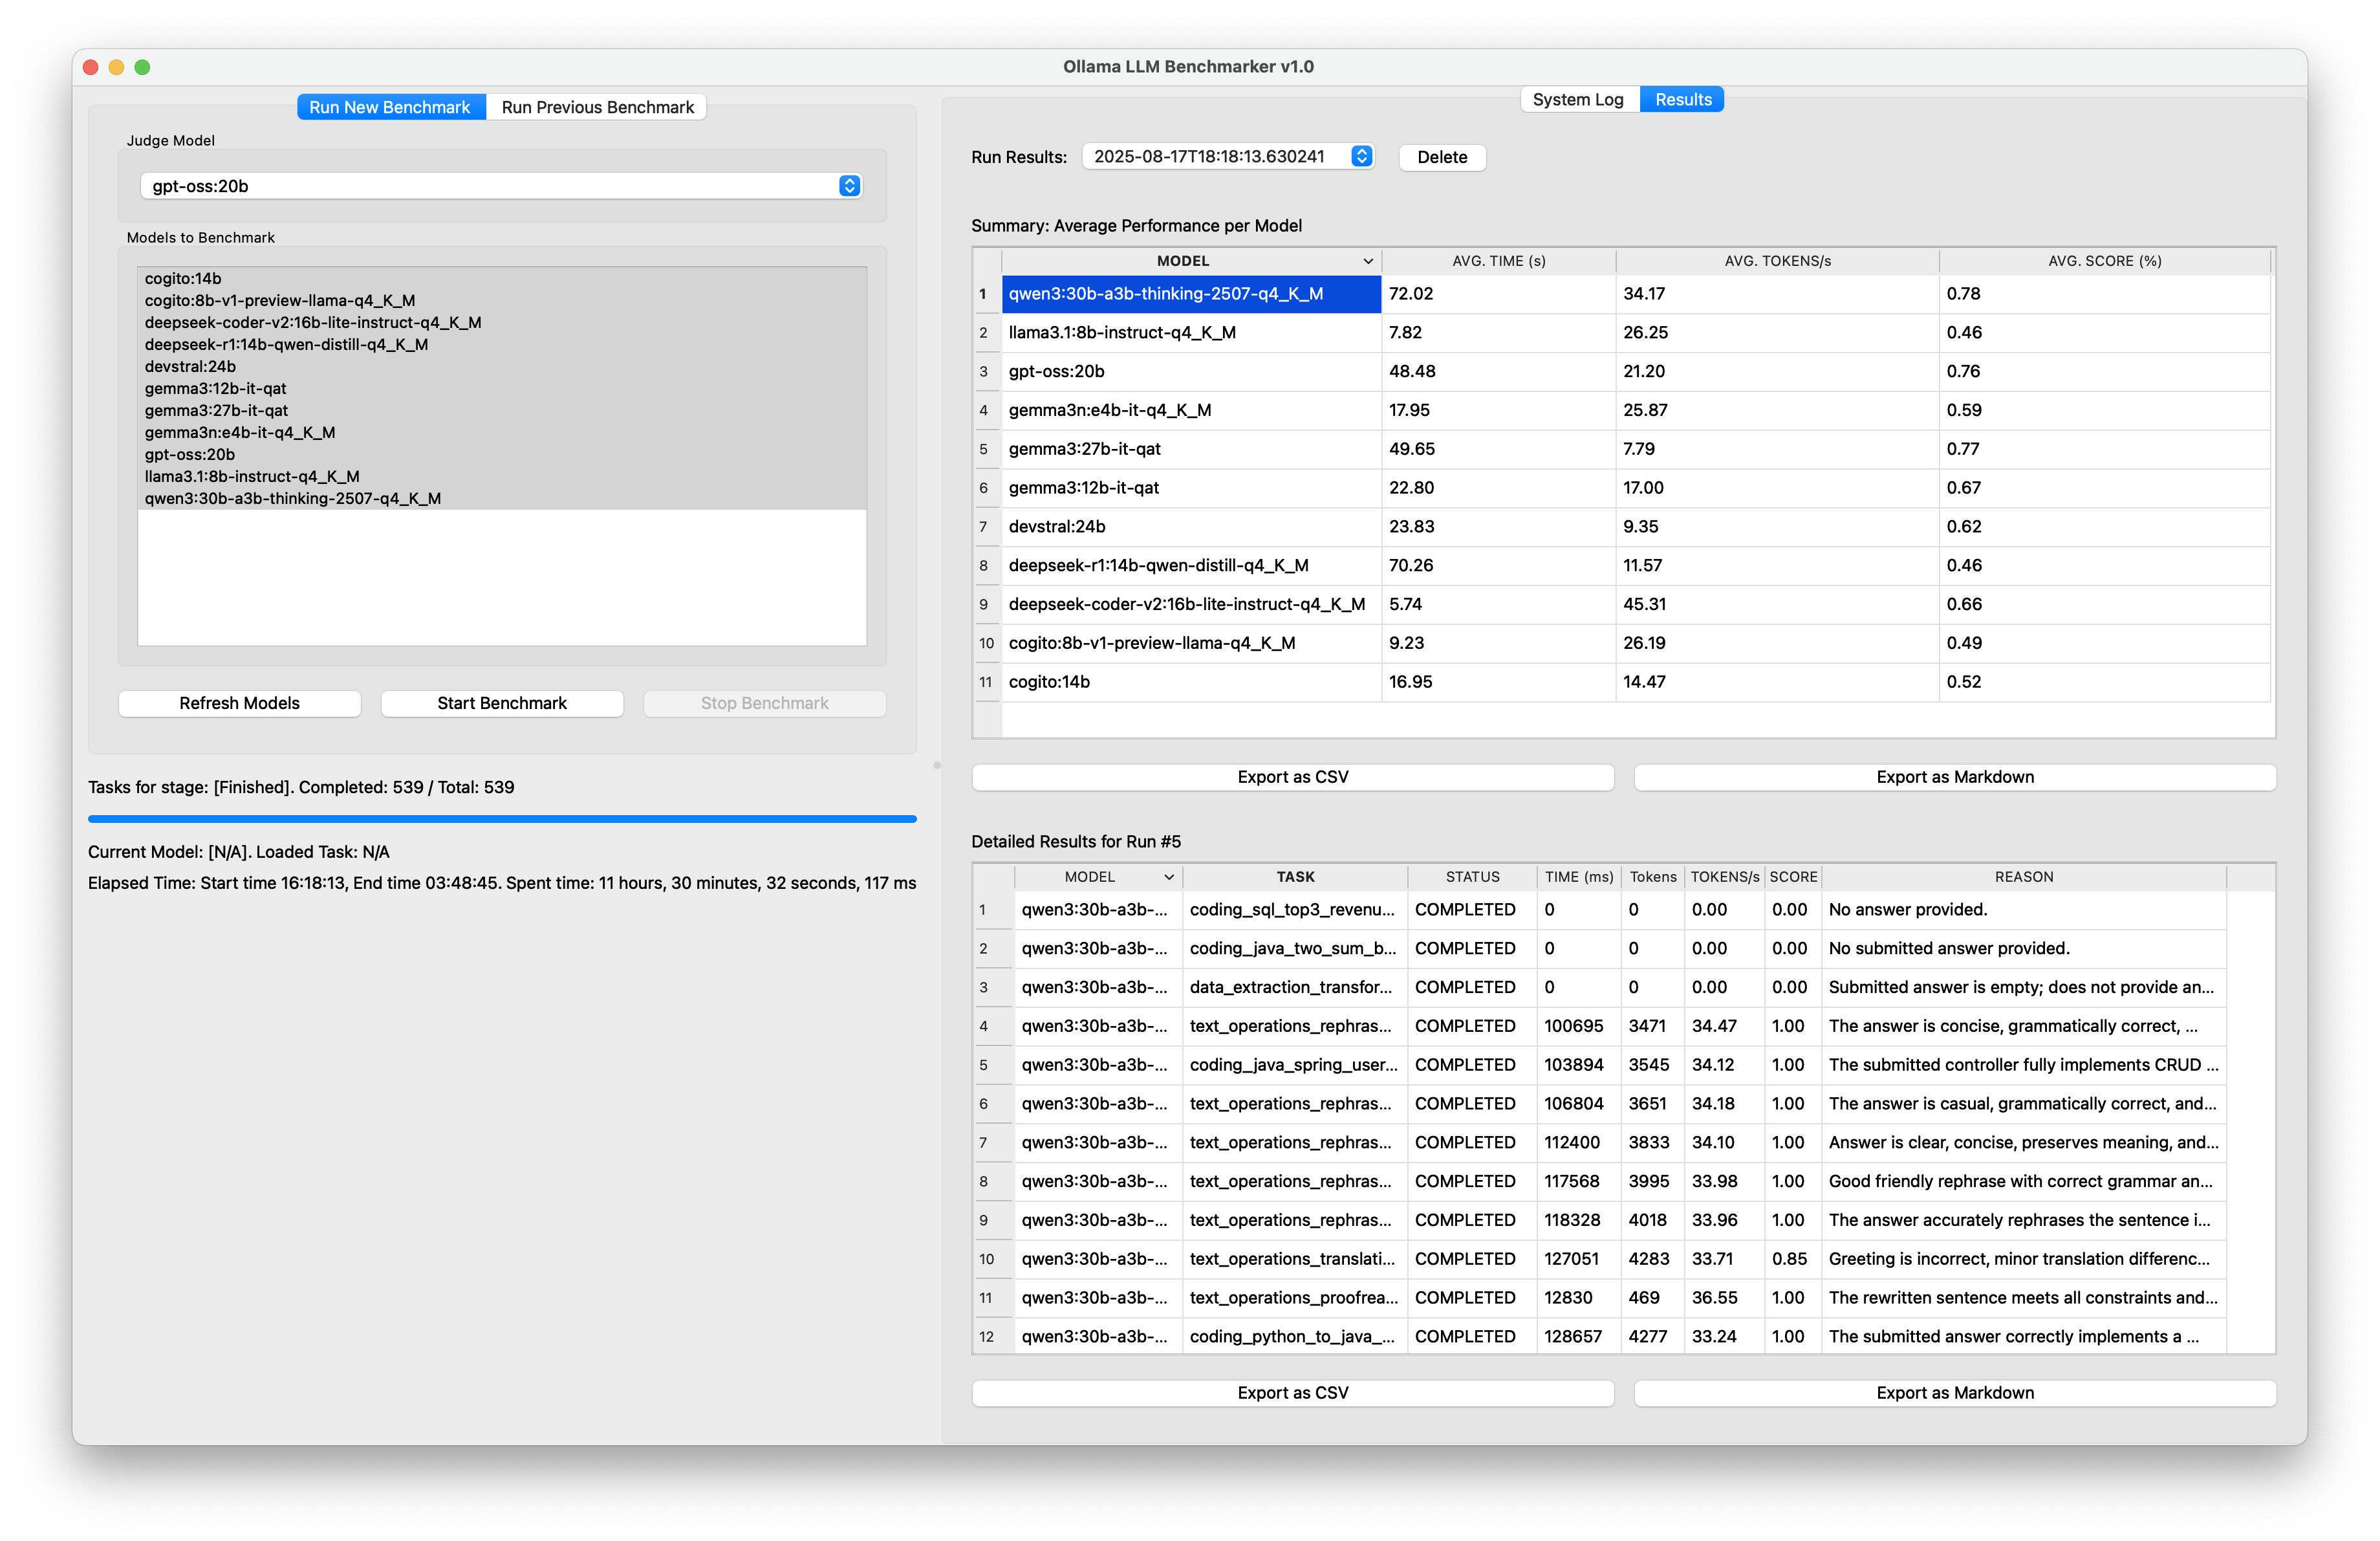 Ollama LLM Benchmarker v1.0
Run New Benchmark Run Previous Benchmark
Judge Model
gpt-oss:20b
Models to Benchmark
cogito:14b
cogito:8b-v1-preview-llama-q4_K_M
deepseek-coder-v2:16b-lite-instruct-q4_K_M
deepseek-r1:14b-qwen-distill-q4_K_M
devstral:24b
gemma3:12b-it-qat
gemma3:27b-it-qat
gemma3n:e4b-it-q4_K_M
gpt-oss:20b
llama3.1:8b-instruct-q4_K_M
qwen3:30b-a3b-thinking-2507-q4_K_M
Refresh Models Start Benchmark Stop Benchmark
Tasks for stage: [Finished]. Completed: 539 / Total: 539
Current Model: [N/A]. Loaded Task: N/A
Elapsed Time: Start time 16:18:13, End time 03:48:45. Spent time: 11 hours, 30 minutes, 32 seconds, 117 ms
System Log Results
Run Results: 2025-08-17T18:18:13.630241 Delete
Summary: Average Performance per Model
MODEL AVG. TIME (s) AVG. TOKENS/s AVG. SCORE (%)
1 qwen3:30b-a3b-thinking-2507-q4_K_M 72.02 34.17 0.78
2 llama3.1:8b-instruct-q4_K_M 7.82 26.25 0.46
3 gpt-oss:20b 48.48 21.20 0.76
4 gemma3n:e4b-it-q4_K_M 17.95 25.87 0.59
5 gemma3:27b-it-qat 49.65 7.79 0.77
6 gemma3:12b-it-qat 22.80 17.00 0.67
7 devstral:24b 23.83 9.35 0.62
8 deepseek-r1:14b-qwen-distill-q4_K_M 70.26 11.57 0.46
9 deepseek-coder-v2:16b-lite-instruct-q4_K_M 5.74 45.31 0.66
10 cogito:8b-v1-preview-llama-q4_K_M 9.23 26.19 0.49
11 cogito:14b 16.95 14.47 0.52
Export as CSV Export as Markdown
Detailed Results for Run #5
MODEL TASK STATUS TIME (ms) Tokens TOKENS/s SCORE REASON
1 qwen3:30b-a3b-... coding_sql_top3_revenu... COMPLETED 0 0 0.00 0.00 No answer provided.
2 qwen3:30b-a3b-... coding_java_two_sum_b... COMPLETED 0 0 0.00 0.00 No submitted answer provided.
3 qwen3:30b-a3b-... data_extraction_transfor... COMPLETED 0 0 0.00 0.00 Submitted answer is empty; does not provide an...
4 qwen3:30b-a3b-... text_operations_rephras... COMPLETED 100695 3471 34.47 1.00 The answer is concise, grammatically correct, ...
5 qwen3:30b-a3b-... coding_java_spring_user... COMPLETED 103894 3545 34.12 1.00 The submitted controller fully implements CRUD ...
6 qwen3:30b-a3b-... text_operations_rephras... COMPLETED 106804 3651 34.18 1.00 The answer is casual, grammatically correct, and...
7 qwen3:30b-a3b-... text_operations_rephras... COMPLETED 112400 3833 34.10 1.00 Answer is clear, concise, preserves meaning, and...
8 qwen3:30b-a3b-... text_operations_rephras... COMPLETED 117568 3995 33.98 1.00 Good friendly rephrase with correct grammar an...
9 qwen3:30b-a3b-... text_operations_rephras... COMPLETED 118328 4018 33.96 1.00 The answer accurately rephrases the sentence i...
10 qwen3:30b-a3b-... text_operations_translati... COMPLETED 127051 4283 33.71 0.85 Greeting is incorrect, minor translation differenc...
11 qwen3:30b-a3b-... text_operations_proofrea... COMPLETED 12830 469 36.55 1.00 The rewritten sentence meets all constraints and...
12 qwen3:30b-a3b-... coding_python_to_java_... COMPLETED 128657 4277 33.24 1.00 The submitted answer correctly implements a ...
Export as CSV Export as Markdown